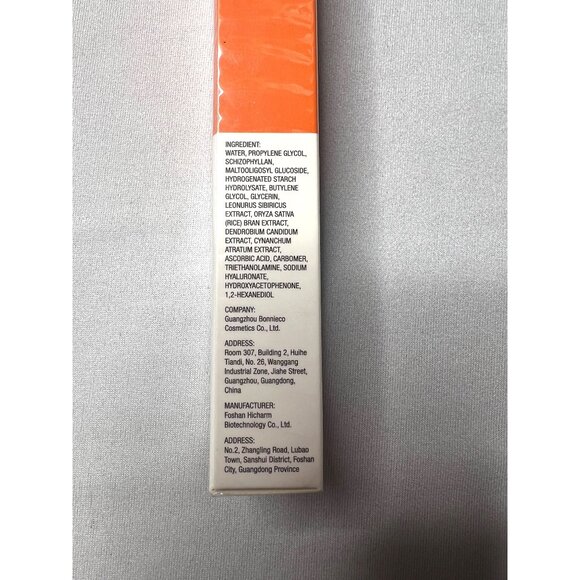 INGREDIENT:
WATER, PROPYLENE GLYCOL,
SCHIZOPHYLLAN,
MALTOOLIGOSYL GLUCOSIDE,
HYDROGENATED STARCH
HYDROLYSATE, BUTYLENE
GLYCOL, GLYCERIN,
LEONURUS SIBIRICUS
EXTRACT, ORYZA SATIVA
(RICE) BRAN EXTRACT,
DENDROBIUM CANDIDUM
EXTRACT, CYNANCHUM
ATRATUM EXTRACT,
ASCORBIC ACID, CARBOMER,
TRIETHANOLAMINE, SODIUM
HYALURONATE,
HYDROXYACETOPHENONE,
1,2-HEXANEDIOL
COMPANY:
Guangzhou Bonnieco
Cosmetics Co., Ltd.
ADDRESS:
Room 307, Building 2, Huihe
Tiandi, No. 26, Wanggang
Industrial Zone, Jiahe Street,
Guangzhou, Guangdong,
China
MANUFACTURER:
Foshan Hicharm
Biotechnology Co., Ltd.
ADDRESS:
No.2, Zhangling Road, Lubao
Town, Sanshui District, Foshan
City, Guangdong Province